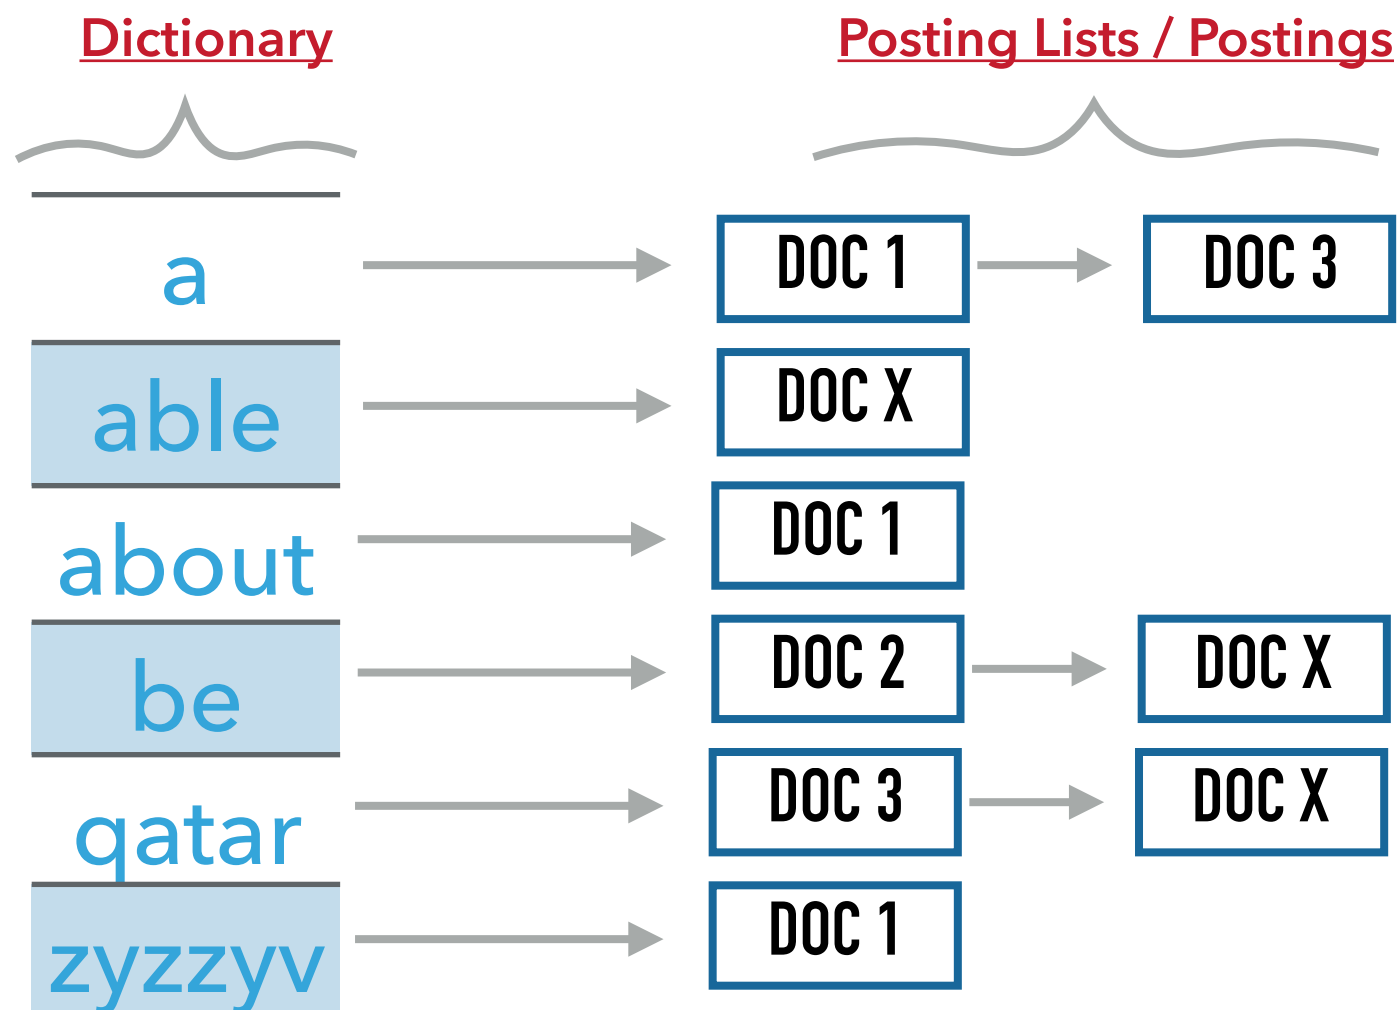 Dictionary Posting Lists / Postings
a DOC 1 DOC 3
able DOC X
about DOC 1
be DOC 2 DOC X
qatar DOC 3 DOC X
zyzzyv DOC 1